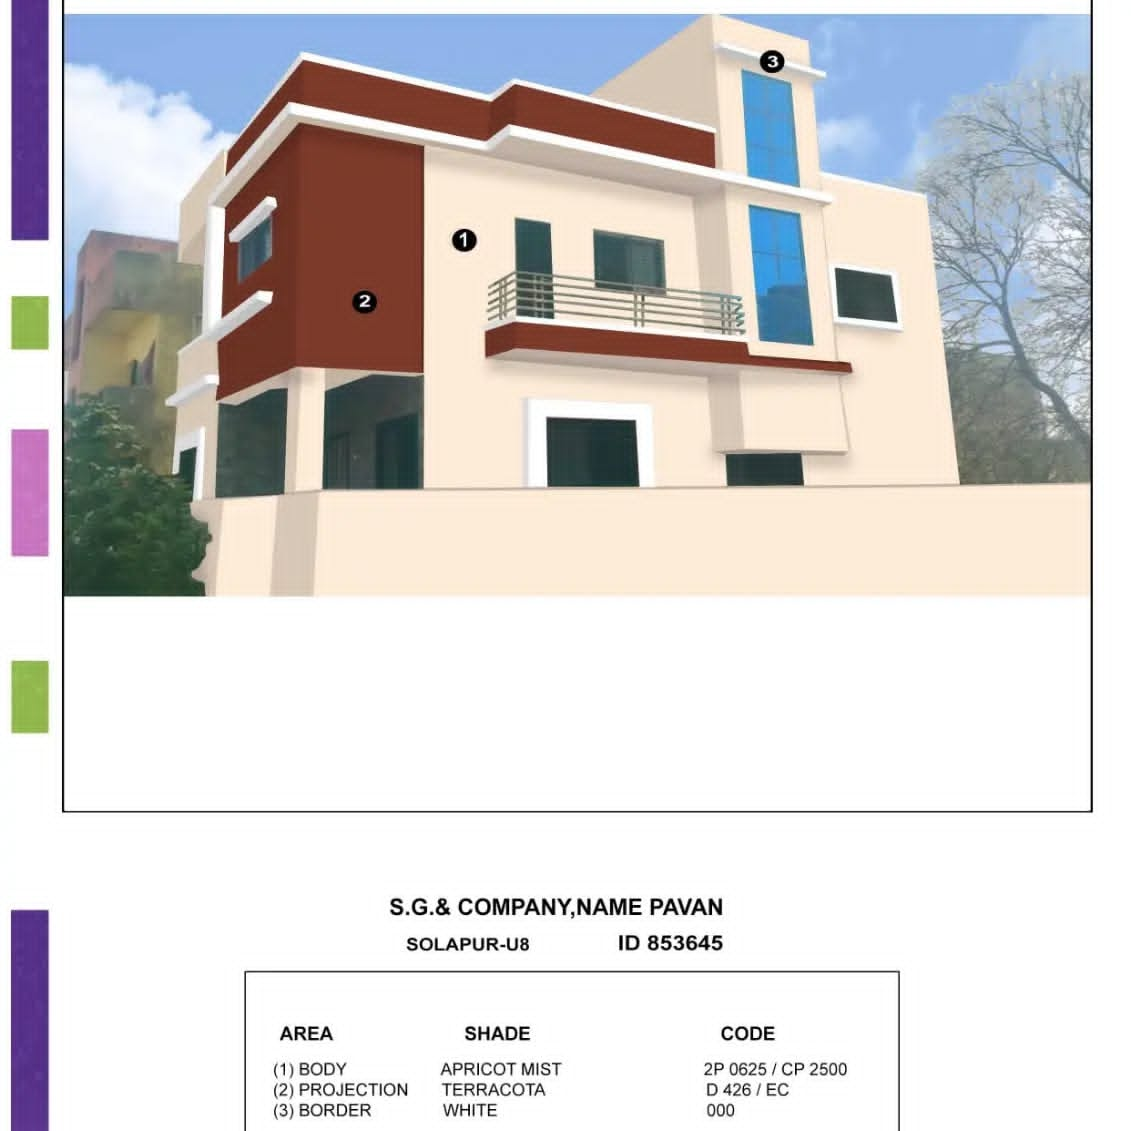 3
1
2
S.G.& COMPANY,NAME PAVAN
SOLAPUR-U8 ID 853645
AREA SHADE CODE
(1) BODY APRICOT MIST 2P 0625 / CP 2500
(2) PROJECTION TERRACOTA D 426 / EC
(3) BORDER WHITE 000